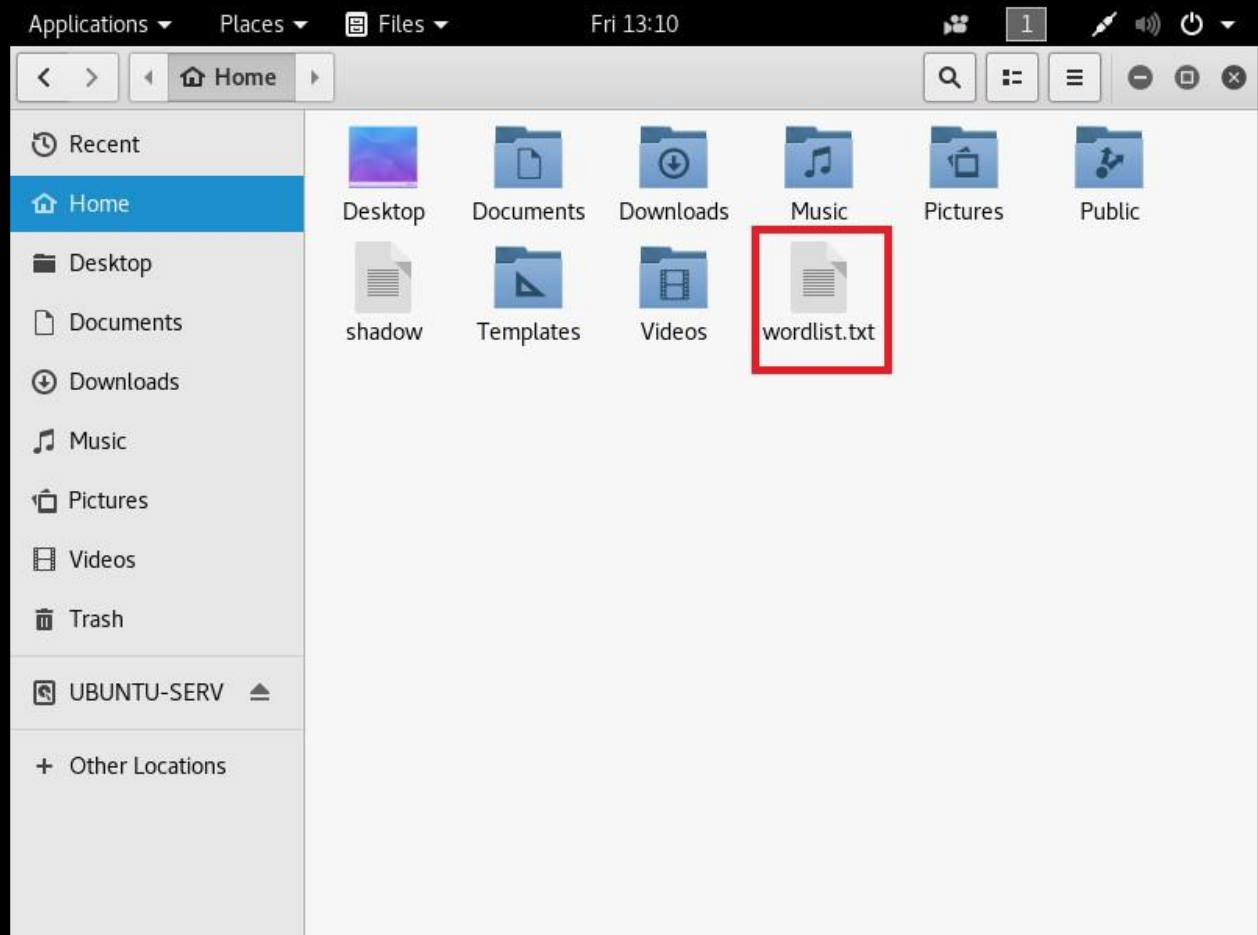 Applications Places Files Fri 13:10 1
Home
Recent
Home
Desktop
Documents
Downloads
Music
Pictures
Videos
Trash
UBUNTU-SERV
+ Other Locations
Desktop Documents Downloads Music Pictures Public
shadow Templates Videos wordlist.txt